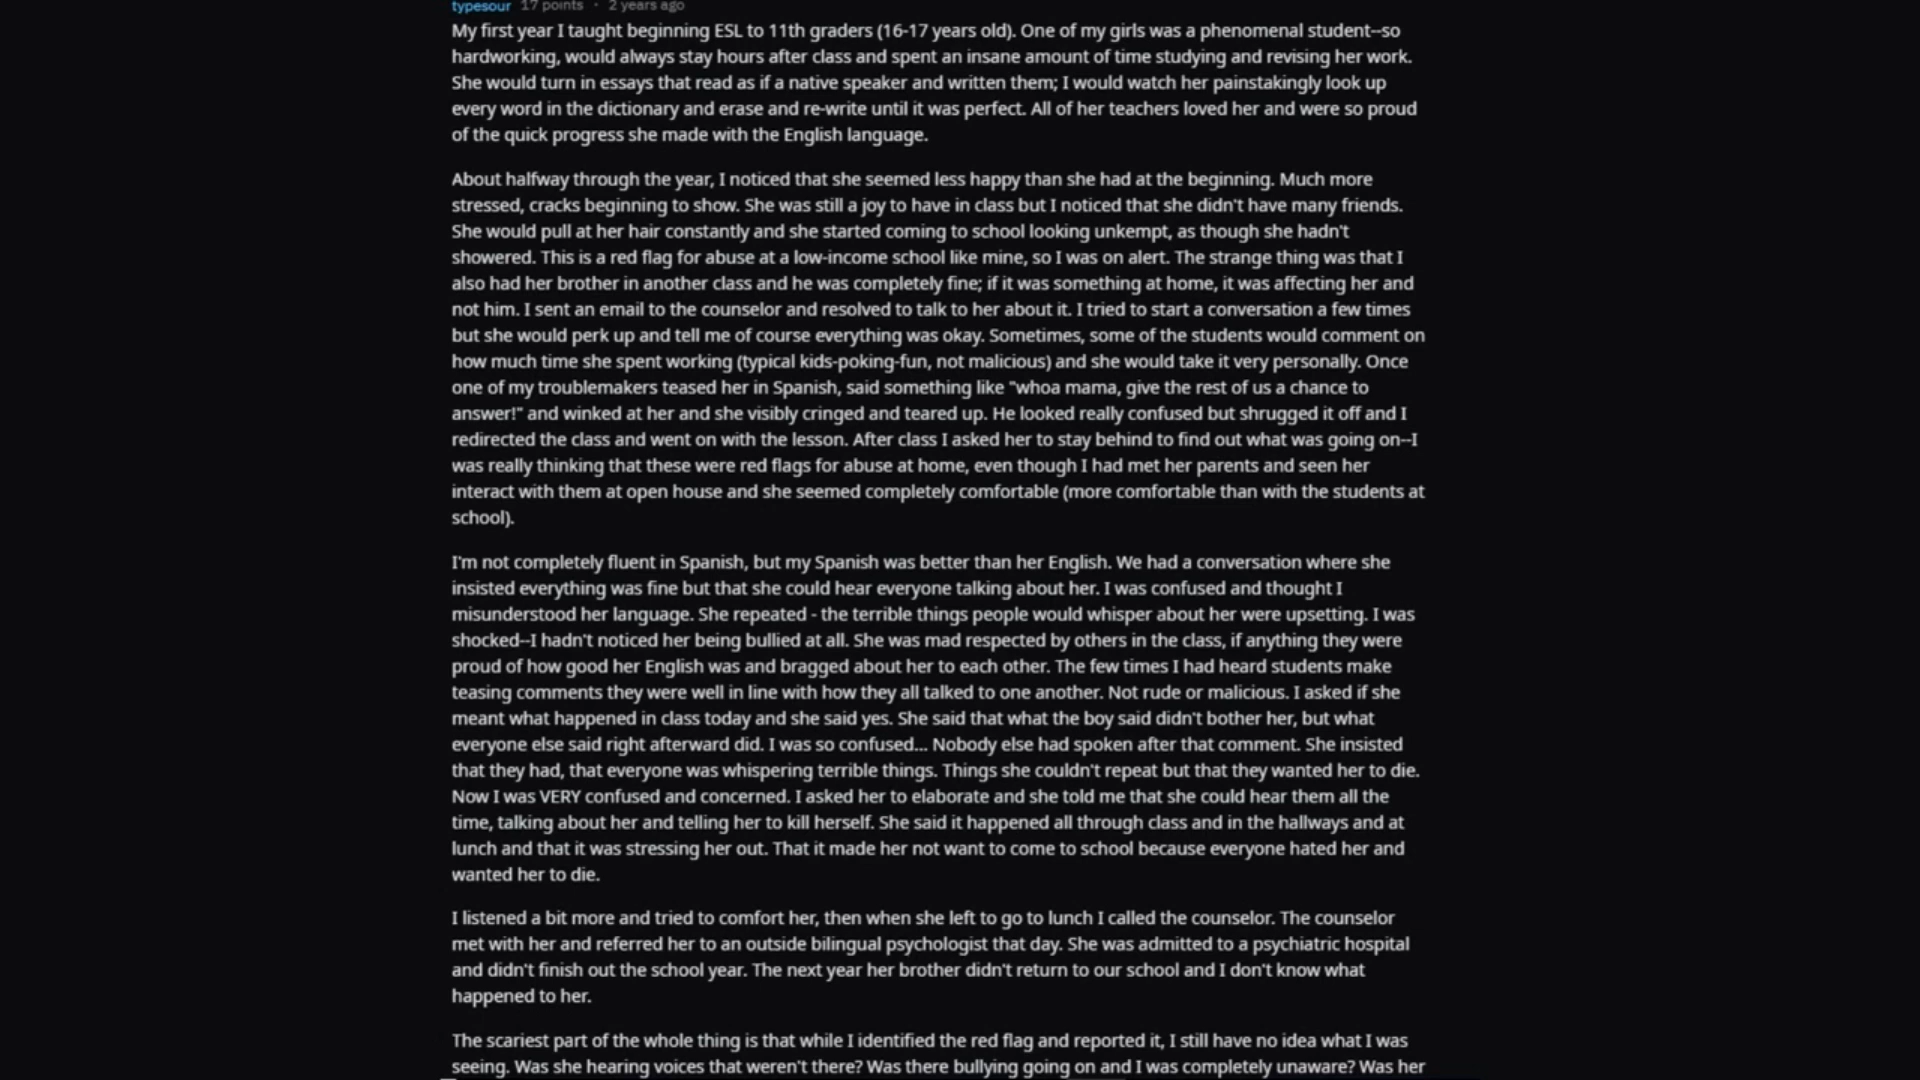 typesour 17 points · 2 years ago
My first year I taught beginning ESL to 11th graders (16-17 years old). One of my girls was a phenomenal student--so
hardworking, would always stay hours after class and spent an insane amount of time studying and revising her work.
She would turn in essays that read as if a native speaker and written them; I would watch her painstakingly look up
every word in the dictionary and erase and re-write until it was perfect. All of her teachers loved her and were so proud
of the quick progress she made with the English language.
About halfway through the year, I noticed that she seemed less happy than she had at the beginning. Much more
stressed, cracks beginning to show. She was still a joy to have in class but I noticed that she didn't have many friends.
She would pull at her hair constantly and she started coming to school looking unkempt, as though she hadn't
showered. This is a red flag for abuse at a low-income school like mine, so I was on alert. The strange thing was that I
also had her brother in another class and he was completely fine; if it was something at home, it was affecting her and
not him. I sent an email to the counselor and resolved to talk to her about it. I tried to start a conversation a few times
but she would perk up and tell me of course everything was okay. Sometimes, some of the students would comment on
how much time she spent working (typical kids-poking-fun, not malicious) and she would take it very personally. Once
one of my troublemakers teased her in Spanish, said something like "whoa mama, give the rest of us a chance to
answer!" and winked at her and she visibly cringed and teared up. He looked really confused but shrugged it off and I
redirected the class and went on with the lesson. After class I asked her to stay behind to find out what was going on--I
was really thinking that these were red flags for abuse at home, even though I had met her parents and seen her
interact with them at open house and she seemed completely comfortable (more comfortable than with the students at
school).
I'm not completely fluent in Spanish, but my Spanish was better than her English. We had a conversation where she
insisted everything was fine but that she could hear everyone talking about her. I was confused and thought I
misunderstood her language. She repeated - the terrible things people would whisper about her were upsetting. I was
shocked--I hadn't noticed her being bullied at all. She was mad respected by others in the class, if anything they were
proud of how good her English was and bragged about her to each other. The few times I had heard students make
teasing comments they were well in line with how they all talked to one another. Not rude or malicious. I asked if she
meant what happened in class today and she said yes. She said that what the boy said didn't bother her, but what
everyone else said right afterward did. I was so confused... Nobody else had spoken after that comment. She insisted
that they had, that everyone was whispering terrible things. Things she couldn't repeat but that they wanted her to die.
Now I was VERY confused and concerned. I asked her to elaborate and she told me that she could hear them all the
time, talking about her and telling her to kill herself. She said it happened all through class and in the hallways and at
lunch and that it was stressing her out. That it made her not want to come to school because everyone hated her and
wanted her to die.
I listened a bit more and tried to comfort her, then when she left to go to lunch I called the counselor. The counselor
met with her and referred her to an outside bilingual psychologist that day. She was admitted to a psychiatric hospital
and didn't finish out the school year. The next year her brother didn't return to our school and I don't know what
happened to her.
The scariest part of the whole thing is that while I identified the red flag and reported it, I still have no idea what I was
seeing. Was she hearing voices that weren't there? Was there bullying going on and I was completely unaware? Was her